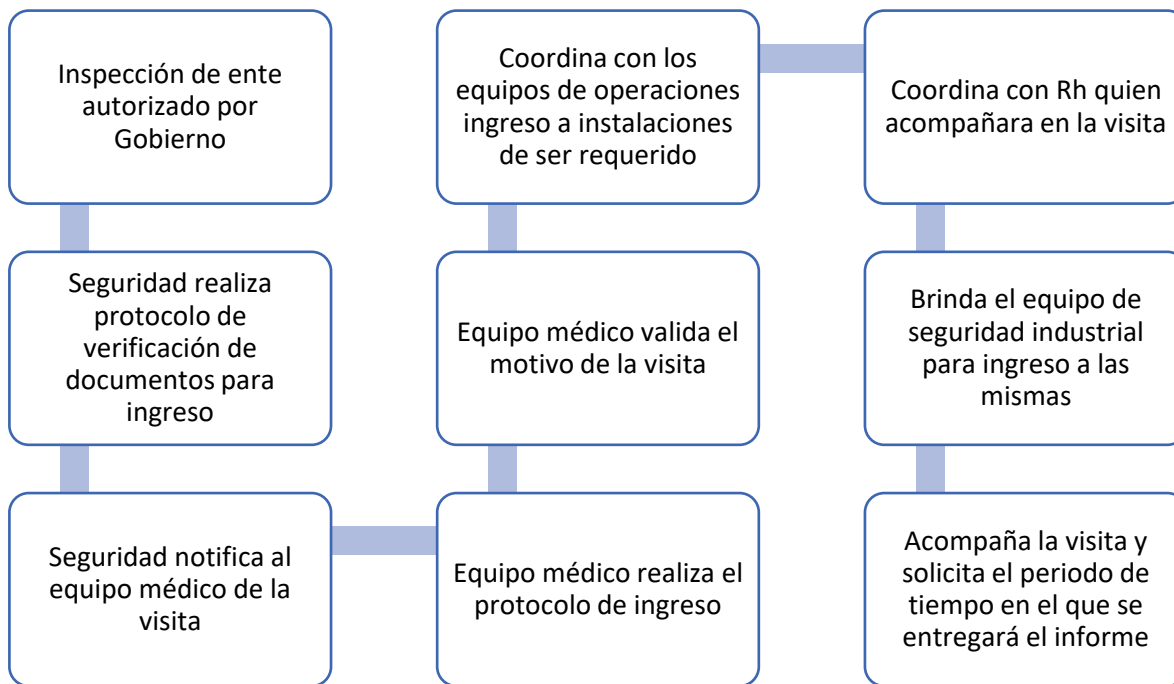 Inspección de ente
autorizado por
Gobierno
Seguridad realiza
protocolo de
verificación de
documentos para
ingreso
Seguridad notifica al
equipo médico de la
visita
Equipo médico realiza el
protocolo de ingreso
Equipo médico valida el
motivo de la visita
Coordina con los
equipos de operaciones
ingreso a instalaciones
de ser requerido
Coordina con Rh quien
acompañara en la visita
Brinda el equipo de
seguridad industrial
para ingreso a las
mismas
Acompaña la visita y
solicita el periodo de
tiempo en el que se
entregará el informe